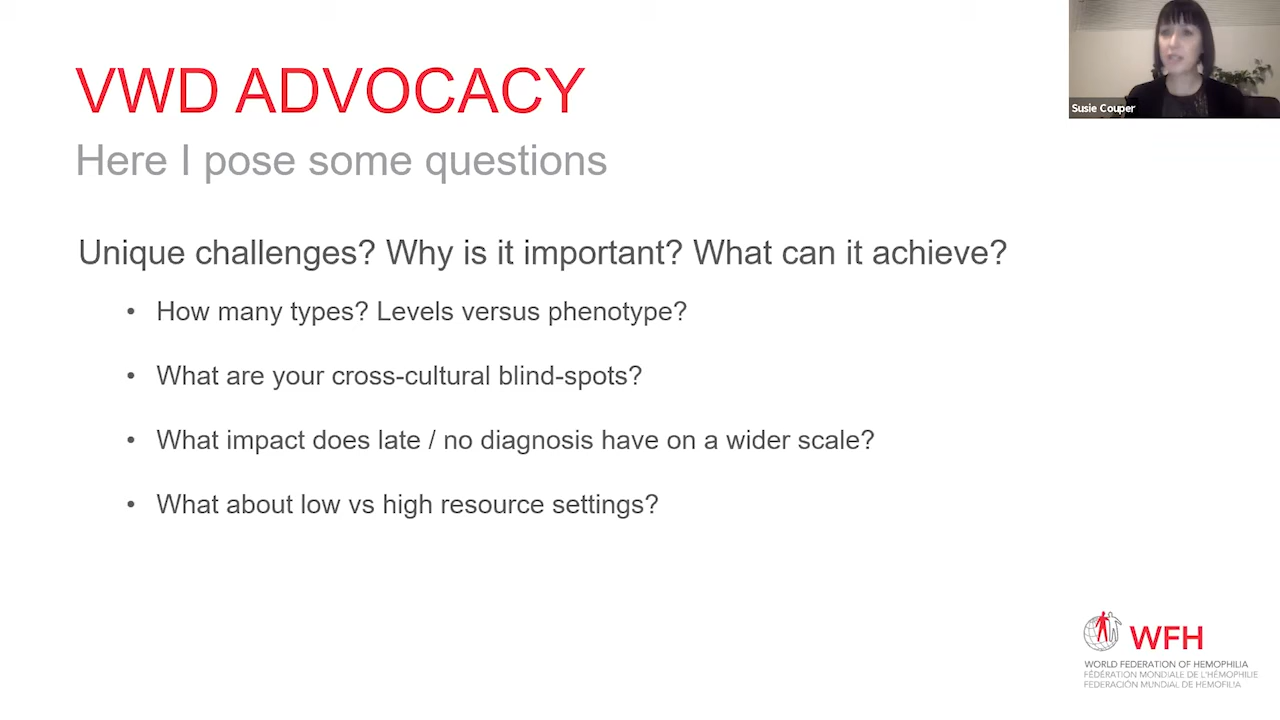 VWD ADVOCACY
Here I pose some questions
Unique challenges? Why is it important? What can it achieve?
• How many types? Levels versus phenotype?
• What are your cross-cultural blind-spots?
• What impact does late / no diagnosis have on a wider scale?
• What about low vs high resource settings?
Susie Couper
WFH
WORLD FEDERATION OF HEMOPHILIA
FÉDÉRATION MONDIALE DE L'HÉMOPHILIE
FEDERACIÓN MUNDIAL DE HEMOFILIA